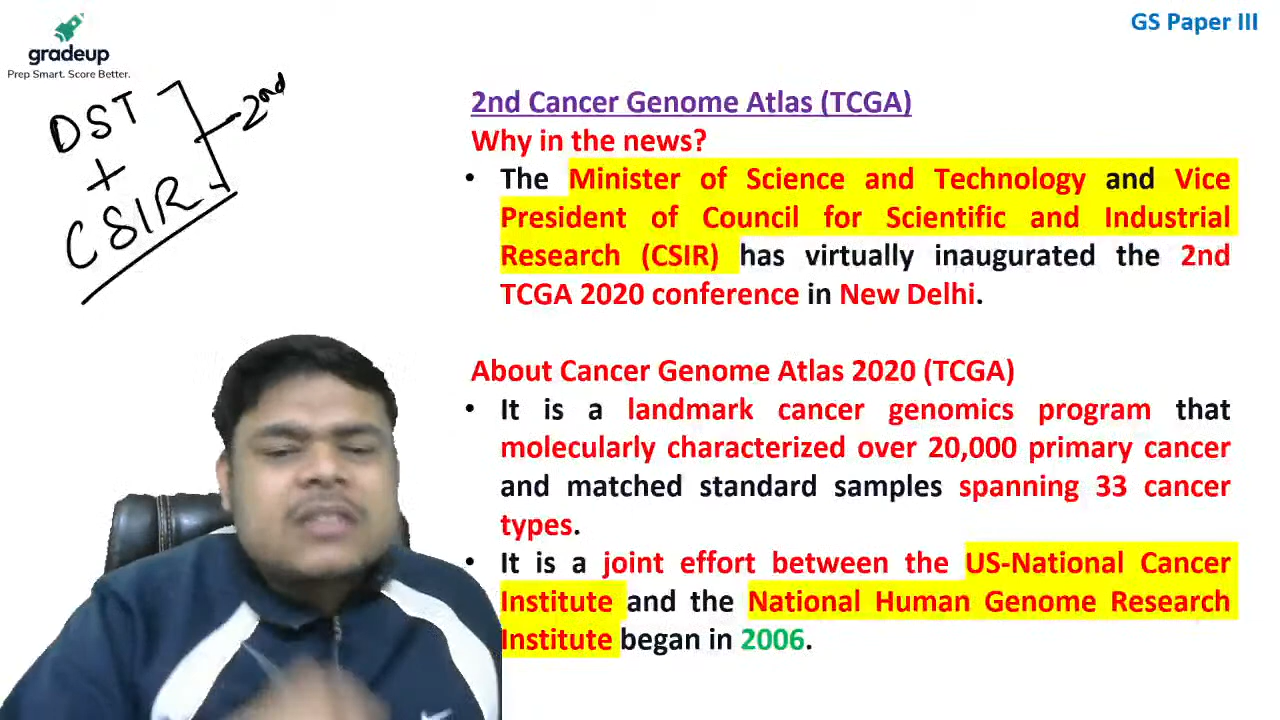 gradeup
Prep Smart. Score Better.
GS Paper III
DST
+
CSIR
2nd
2nd Cancer Genome Atlas (TCGA)
Why in the news?
• The Minister of Science and Technology and Vice
President of Council for Scientific and Industrial
Research (CSIR) has virtually inaugurated the 2nd
TCGA 2020 conference in New Delhi.
About Cancer Genome Atlas 2020 (TCGA)
• It is a landmark cancer genomics program that
molecularly characterized over 20,000 primary cancer
and matched standard samples spanning 33 cancer
types.
• It is a joint effort between the US-National Cancer
Institute and the National Human Genome Research
Institute began in 2006.